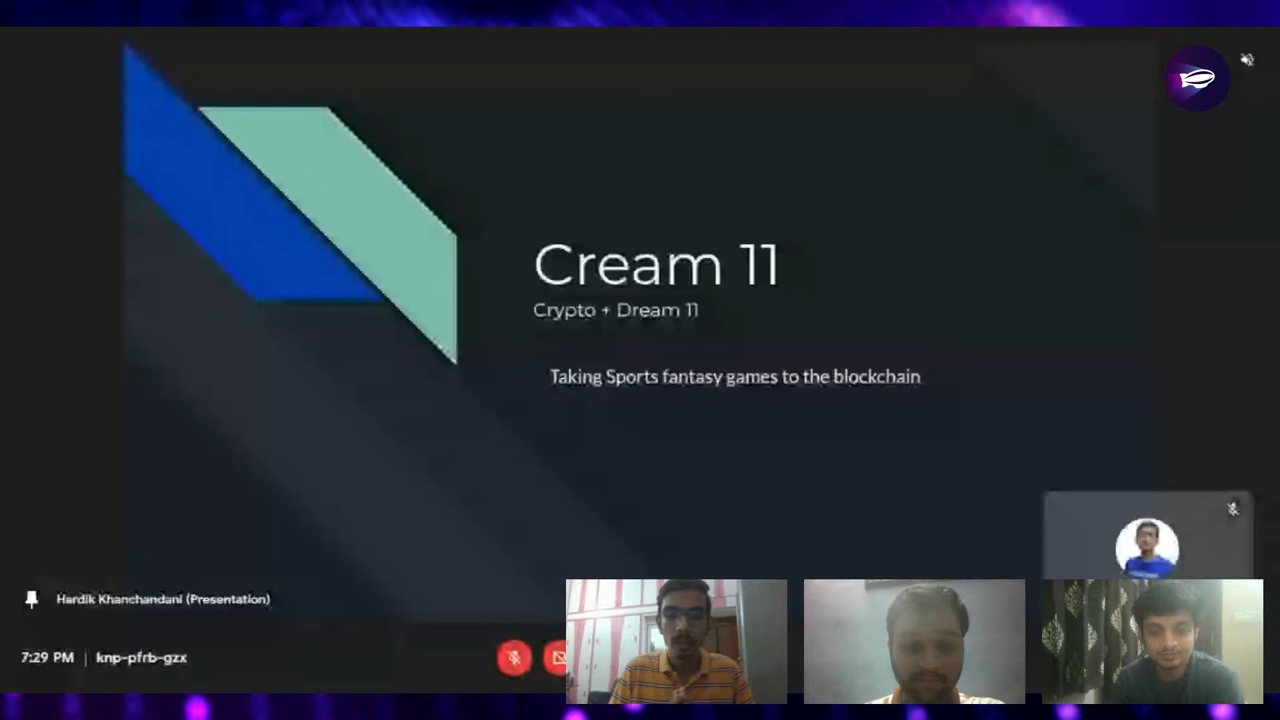 Cream 11
Crypto + Dream 11
Taking Sports fantasy games to the blockchain
Hardik Khanchandani (Presentation)
7:29 PM | knp-pfrb-gzx